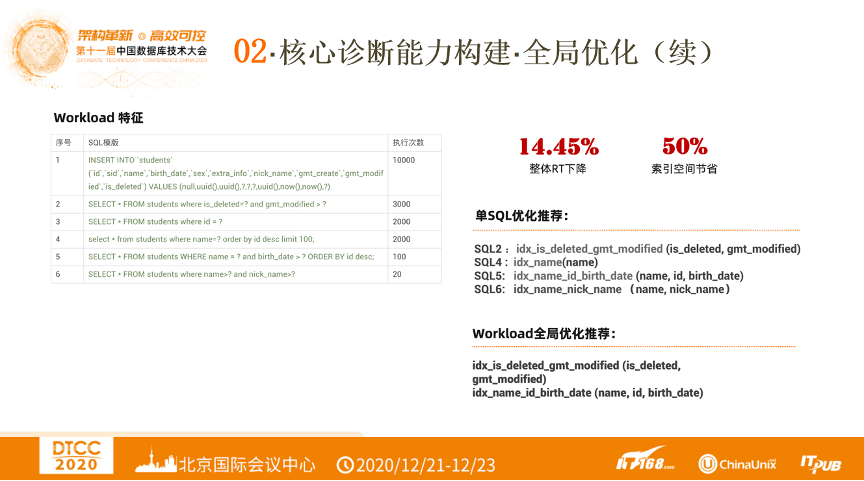 架构革新 高效可控
第十一届中国数据库技术大会
DATABASE TECHNOLOGY CONFERENCE CHINA 2020
02·核心诊断能力构建·全局优化（续）
Workload 特征
序号 SQL模版 执行次数
1 INSERT INTO `students` 10000
(`id`,`sid`,`name`,`birth_date`,`sex`,`extra_info`,`nick_name`,`gmt_create`,`gmt_modif
ied`,`is_deleted`) VALUES (null,uuid(),uuid(),?,?,?,uuid(),now(),now(),?)
2 SELECT * FROM students where is_deleted=? and gmt_modified > ? 3000
3 SELECT * FROM students where id = ? 2000
4 select * from students where name=? order by id desc limit 100; 2000
5 SELECT * FROM students WHERE name = ? and birth_date > ? ORDER BY id desc; 100
6 SELECT * FROM students where name>? and nick_name>? 20
14.45% 50%
整体RT下降 索引空间节省
单SQL优化推荐：
SQL2 ：idx_is_deleted_gmt_modified (is_deleted, gmt_modified)
SQL4： idx_name(name)
SQL5: idx_name_id_birth_date (name, id, birth_date)
SQL6: idx_name_nick_name （name, nick_name）
Workload全局优化推荐：
idx_is_deleted_gmt_modified (is_deleted,
gmt_modified)
idx_name_id_birth_date (name, id, birth_date)
DTCC
2020
北京国际会议中心
2020/12/21-12/23
IT168.com
ChinaUnix
ITPUB